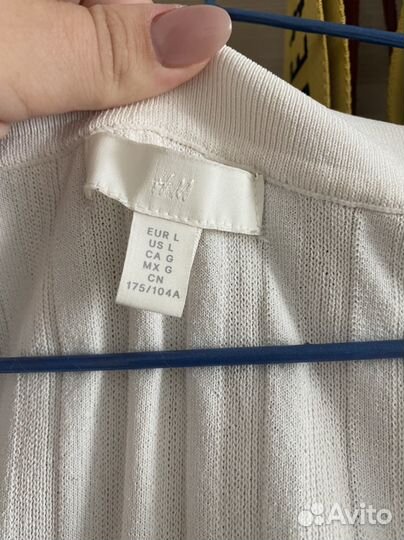 H&M
EUR L
US L
CA G
MX G
CN
175/104A
Avito